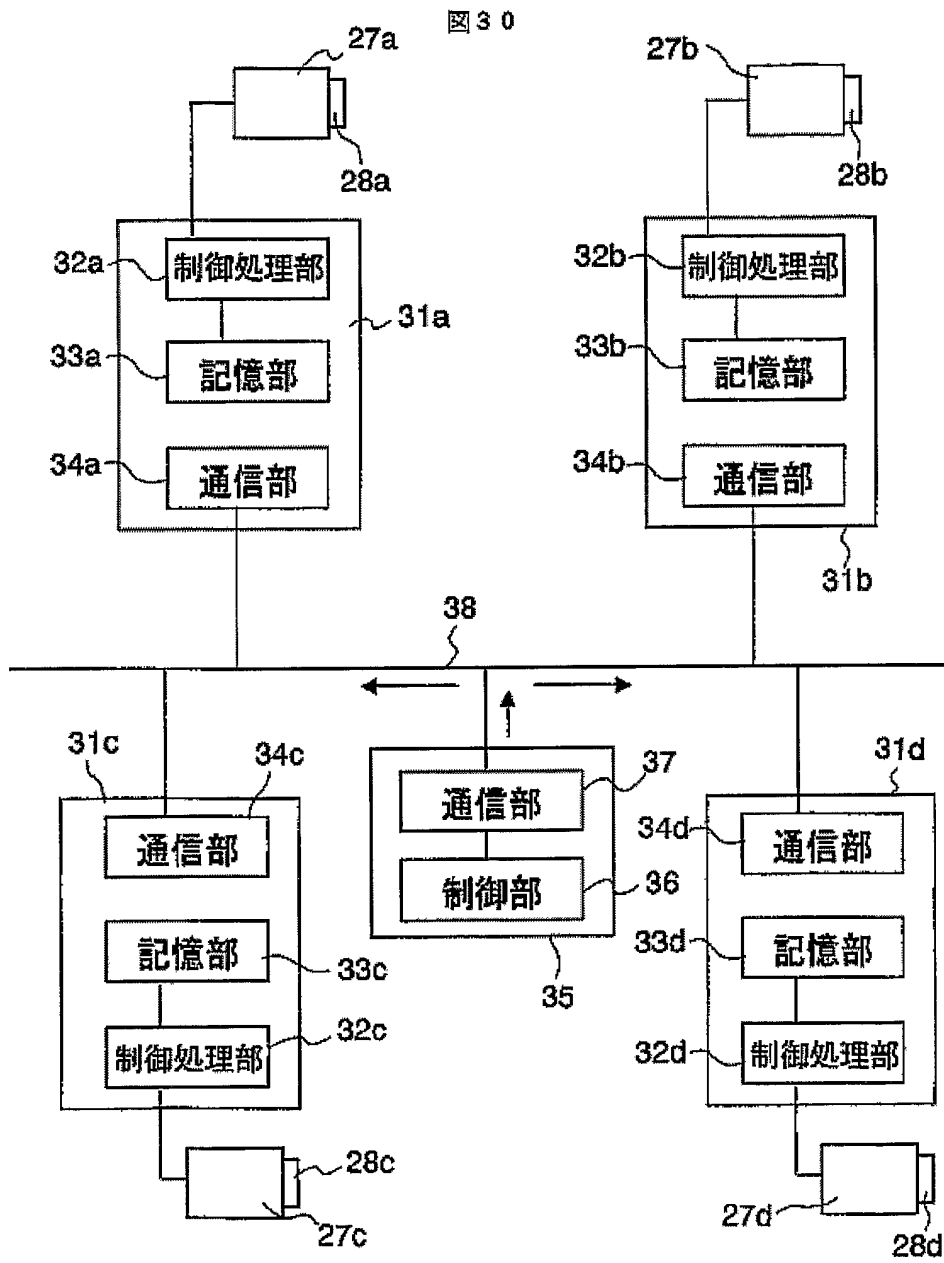 図30
27a
28a
27b
28b
32a 制御処理部
31a
33a 記憶部
34a 通信部
32b 制御処理部
33b 記憶部
34b 通信部
31b
38
31c
34c
通信部
記憶部
33c
32c
制御処理部
28c
27c
37
通信部
制御部
36
35
31d
34d 通信部
33d 記憶部
32d 制御処理部
27d
28d